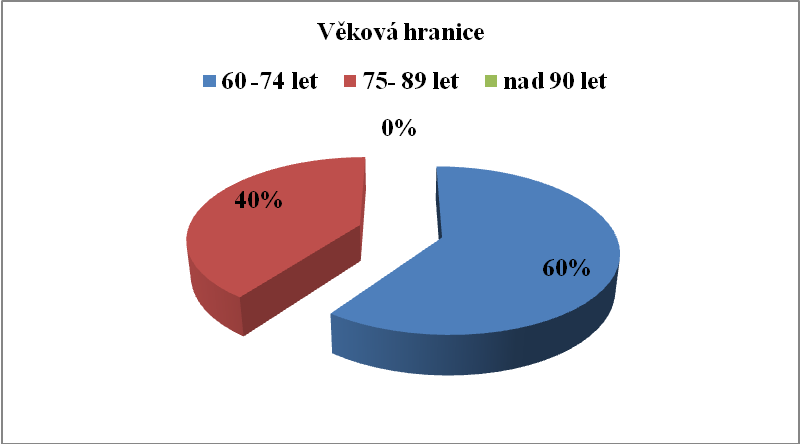 Věková hranice
60 -74 let 75- 89 let nad 90 let
0%
40%
60%